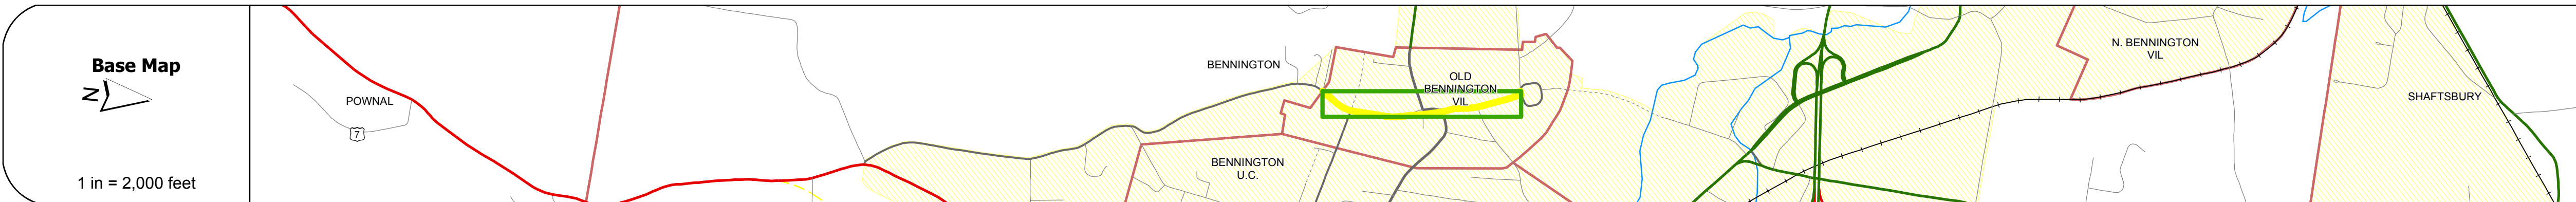 Base Map
N
1 in = 2,000 feet
POWNAL
7
BENNINGTON
BENNINGTON
U.C.
OLD
BENNINGTON
VIL
N. BENNINGTON
VIL
SHAFTSBURY